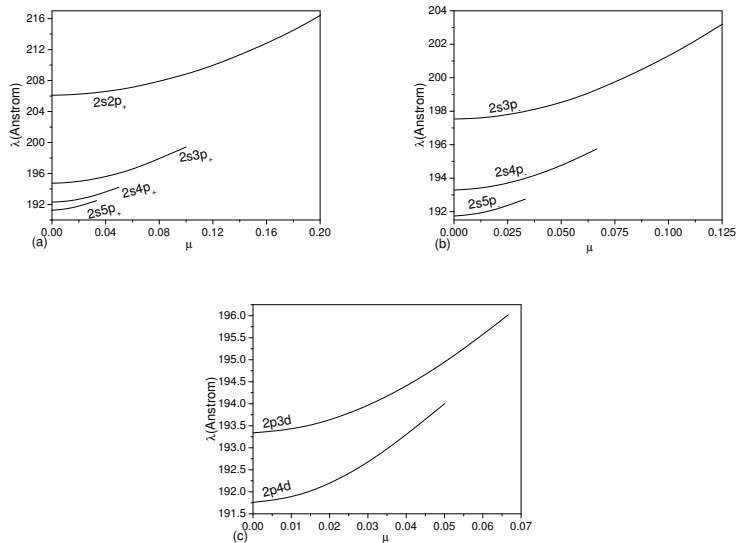 216
212
208
204
200
196
192
λ(Anstrom)
2s2p₊
2s3p₊
2s4p₊
2s5p₊
0.00 0.04 0.08 0.12 0.16 0.20
(a)
μ
204
202
200
198
196
194
192
λ(Anstrom)
2s3p₋
2s4p₋
2s5p₋
0.000 0.025 0.050 0.075 0.100 0.125
(b)
μ
196.0
195.5
195.0
194.5
194.0
193.5
193.0
192.5
192.0
191.5
λ(Anstrom)
2p3d
2p4d
0.00 0.01 0.02 0.03 0.04 0.05 0.06 0.07
(c)
μ